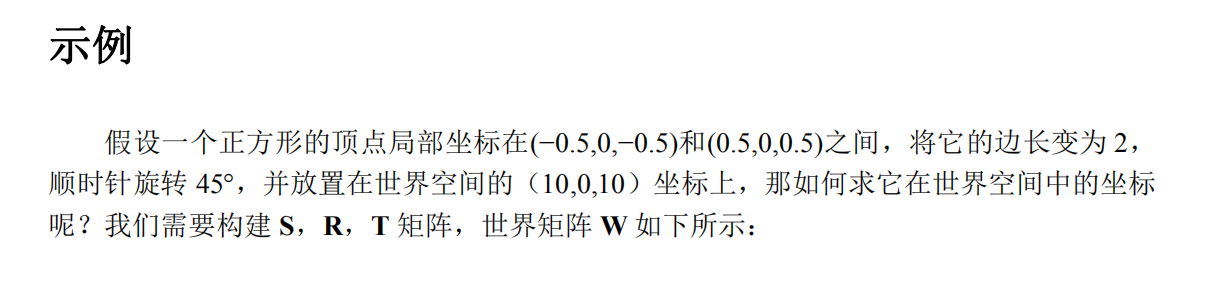 示例
假设一个正方形的顶点局部坐标在(−0.5,0,−0.5)和(0.5,0,0.5)之间，将它的边长变为 2，
顺时针旋转 45°，并放置在世界空间的（10,0,10）坐标上，那如何求它在世界空间中的坐标
呢？我们需要构建 S，R，T 矩阵，世界矩阵 W 如下所示：